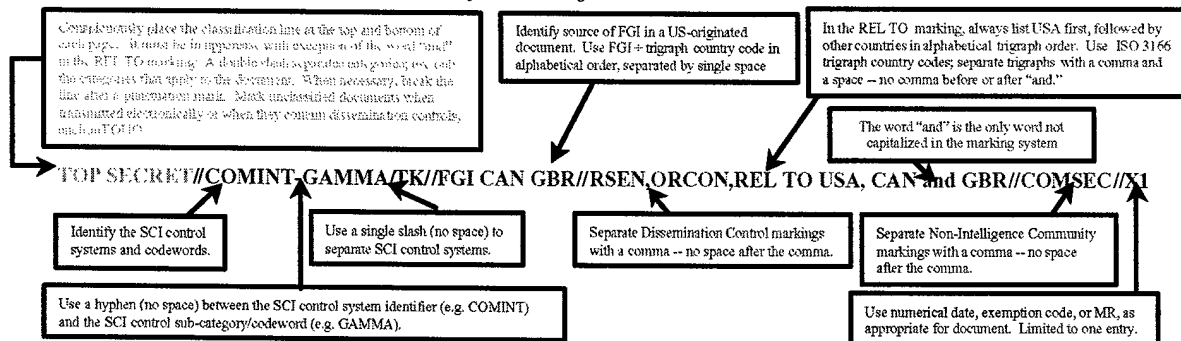 Conspicuously place the classification line at the top and bottom of
each page. It must be in uppercase with exception of the word "and"
in the REL TO marking. A double slash separates categories; use only
the categories that apply to the document. When necessary, break the
line after a punctuation mark. Mark unclassified documents when
transmitted electronically or when they contain dissemination controls,
such as FOUO.
Identify source of FGI in a US-originated
document. Use FGI + trigraph country code in
alphabetical order, separated by single space
In the REL TO marking, always list USA first, followed by
other countries in alphabetical trigraph order. Use ISO 3166
trigraph country codes; separate trigraphs with a comma and
a space -- no comma before or after "and."
The word "and" is the only word not
capitalized in the marking system
TOP SECRET//COMINT-GAMMA/TK//FGI CAN GBR//RSEN,ORCON,REL TO USA, CAN and GBR//COMSEC//X1
Identify the SCI control
systems and codewords.
Use a single slash (no space) to
separate SCI control systems.
Separate Dissemination Control markings
with a comma -- no space after the comma.
Separate Non-Intelligence Community
markings with a comma -- no space
after the comma.
Use a hyphen (no space) between the SCI control system identifier (e.g. COMINT)
and the SCI control sub-category/codeword (e.g. GAMMA).
Use numerical date, exemption code, or MR, as
appropriate for document. Limited to one entry.